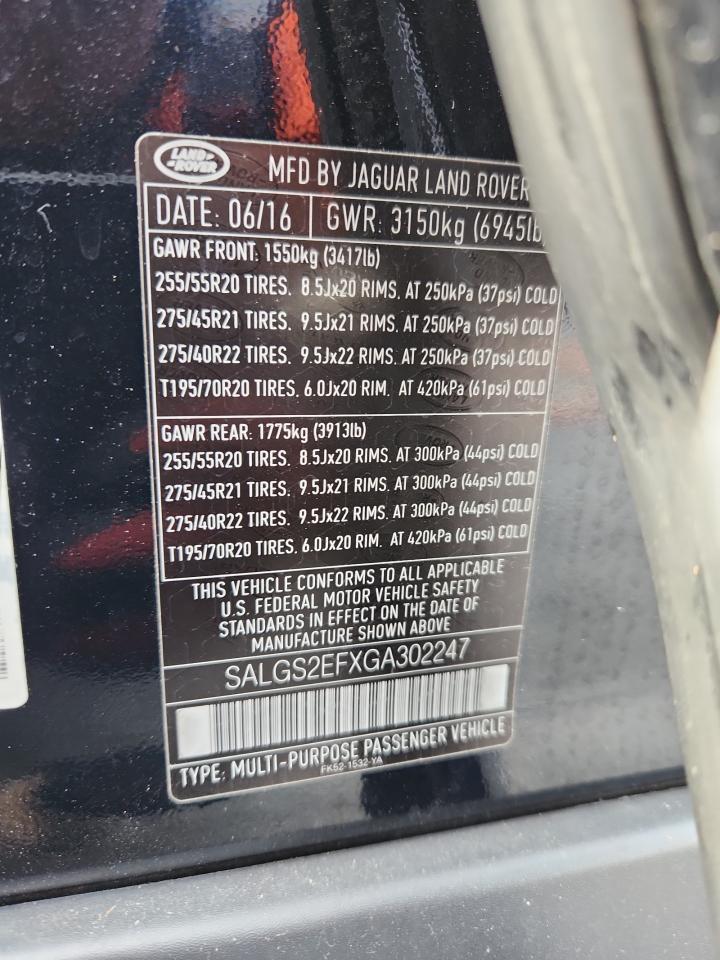 LAND ROVER
MFD BY JAGUAR LAND ROVER
DATE: 06/16 GWR: 3150kg (6945lb
GAWR FRONT: 1550kg (3417lb)
255/55R20 TIRES. 8.5Jx20 RIMS. AT 250kPa (37psi) COLD
275/45R21 TIRES. 9.5Jx21 RIMS. AT 250kPa (37psi) COLD
275/40R22 TIRES. 9.5Jx22 RIMS. AT 250kPa (37psi) COLD
T195/70R20 TIRES. 6.0Jx20 RIM. AT 420kPa (61psi) COLD
GAWR REAR: 1775kg (3913lb)
255/55R20 TIRES. 8.5Jx20 RIMS. AT 300kPa (44psi) COLD
275/45R21 TIRES. 9.5Jx21 RIMS. AT 300kPa (44psi) COLD
275/40R22 TIRES. 9.5Jx22 RIMS. AT 300kPa (44psi) COLD
T195/70R20 TIRES. 6.0Jx20 RIM. AT 420kPa (61psi) COLD
THIS VEHICLE CONFORMS TO ALL APPLICABLE
U.S. FEDERAL MOTOR VEHICLE SAFETY
STANDARDS IN EFFECT ON THE DATE OF
MANUFACTURE SHOWN ABOVE
SALGS2EFXGA302247
TYPE: MULTI-PURPOSE PASSENGER VEHICLE
FK52-1532-YA